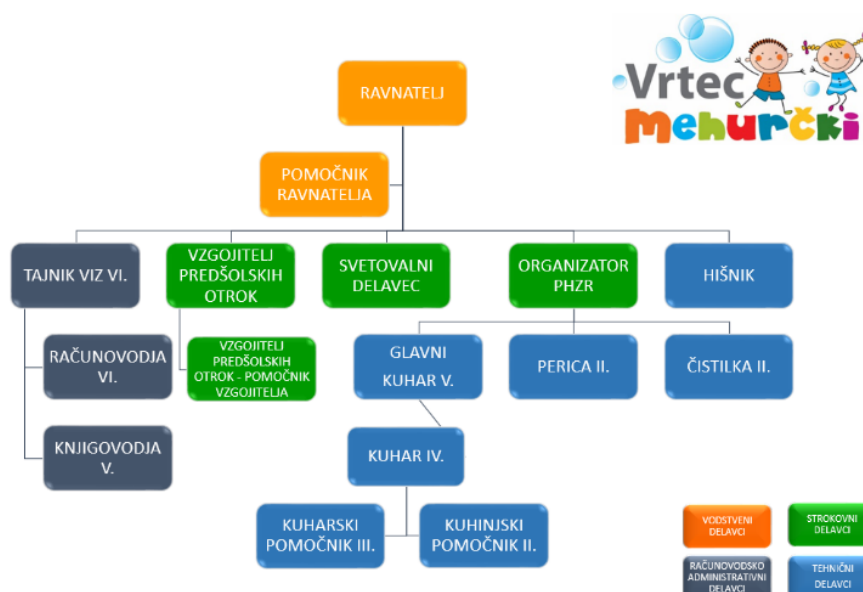 Vrtec
Mehurčki
RAVNATELJ
POMOČNIK
RAVNATELJA
TAJNIK VIZ VI.
VZGOJITELJ
PREDŠOLSKIH
OTROK
SVETOVALNI
DELAVEC
ORGANIZATOR
PHZR
HIŠNIK
RAČUNOVODJA
VI.
VZGOJITELJ
PREDŠOLSKIH
OTROK - POMOČNIK
VZGOJITELJA
GLAVNI
KUHAR V.
PERICA II.
ČISTILKA II.
KNJIGOVODJA
V.
KUHAR IV.
KUHARSKI
POMOČNIK III.
KUHINJSKI
POMOČNIK II.
VODSTVENI
DELAVCI
STROKOVNI
DELAVCI
RAČUNOVODSKO
ADMINISTRATIVNI
DELAVCI
TEHNIČNI
DELAVCI